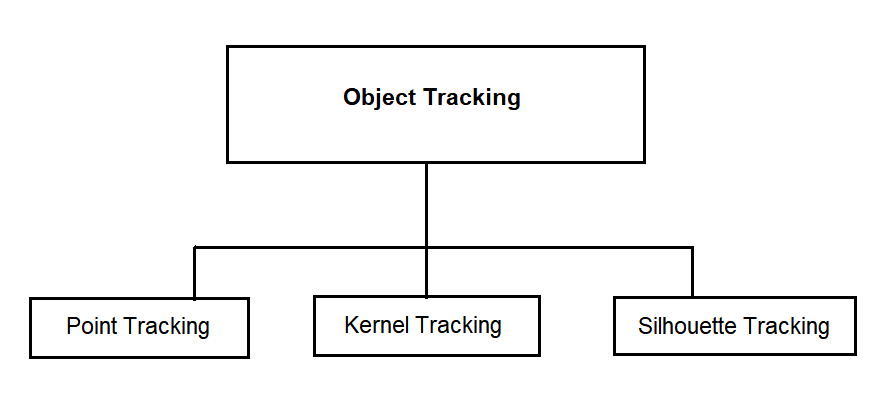 Object Tracking
Point Tracking
Kernel Tracking
Silhouette Tracking